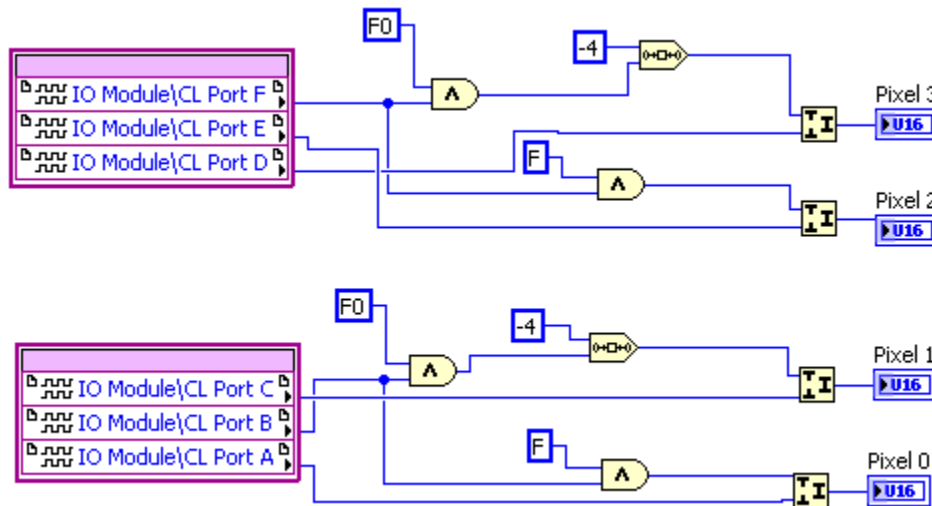 F0
-4
IO Module\CL Port F
IO Module\CL Port E
IO Module\CL Port D
Pixel 3
U16
F
Pixel 2
U16
F0
-4
IO Module\CL Port C
IO Module\CL Port B
IO Module\CL Port A
Pixel 1
U16
F
Pixel 0
U16